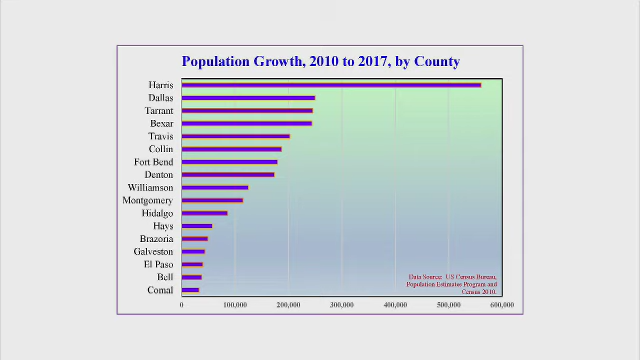 Population Growth, 2010 to 2017, by County
Harris
Dallas
Tarrant
Bexar
Travis
Collin
Fort Bend
Denton
Williamson
Montgomery
Hidalgo
Hays
Brazoria
Galveston
El Paso
Bell
Comal
Data Source: US Census Bureau,
Population Estimates Program and
Census 2010.
0 100,000 200,000 300,000 400,000 500,000 600,000